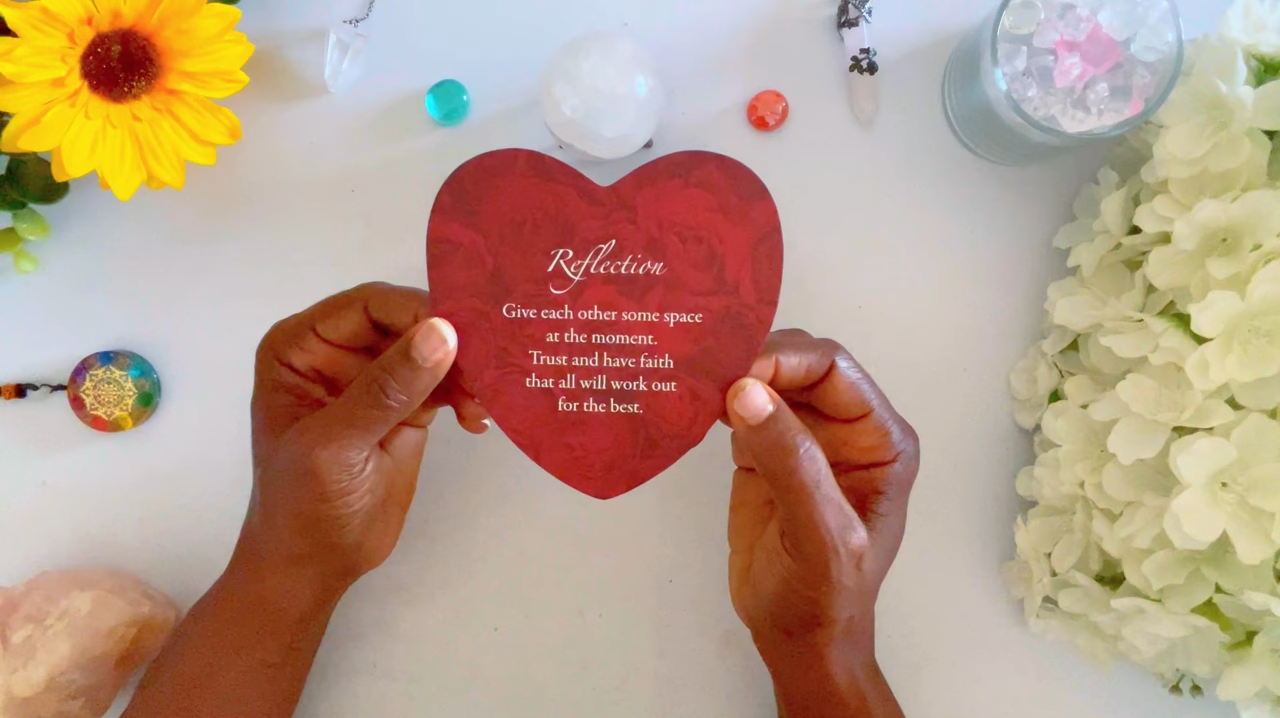 Reflection
Give each other some space
at the moment.
Trust and have faith
that all will work out
for the best.